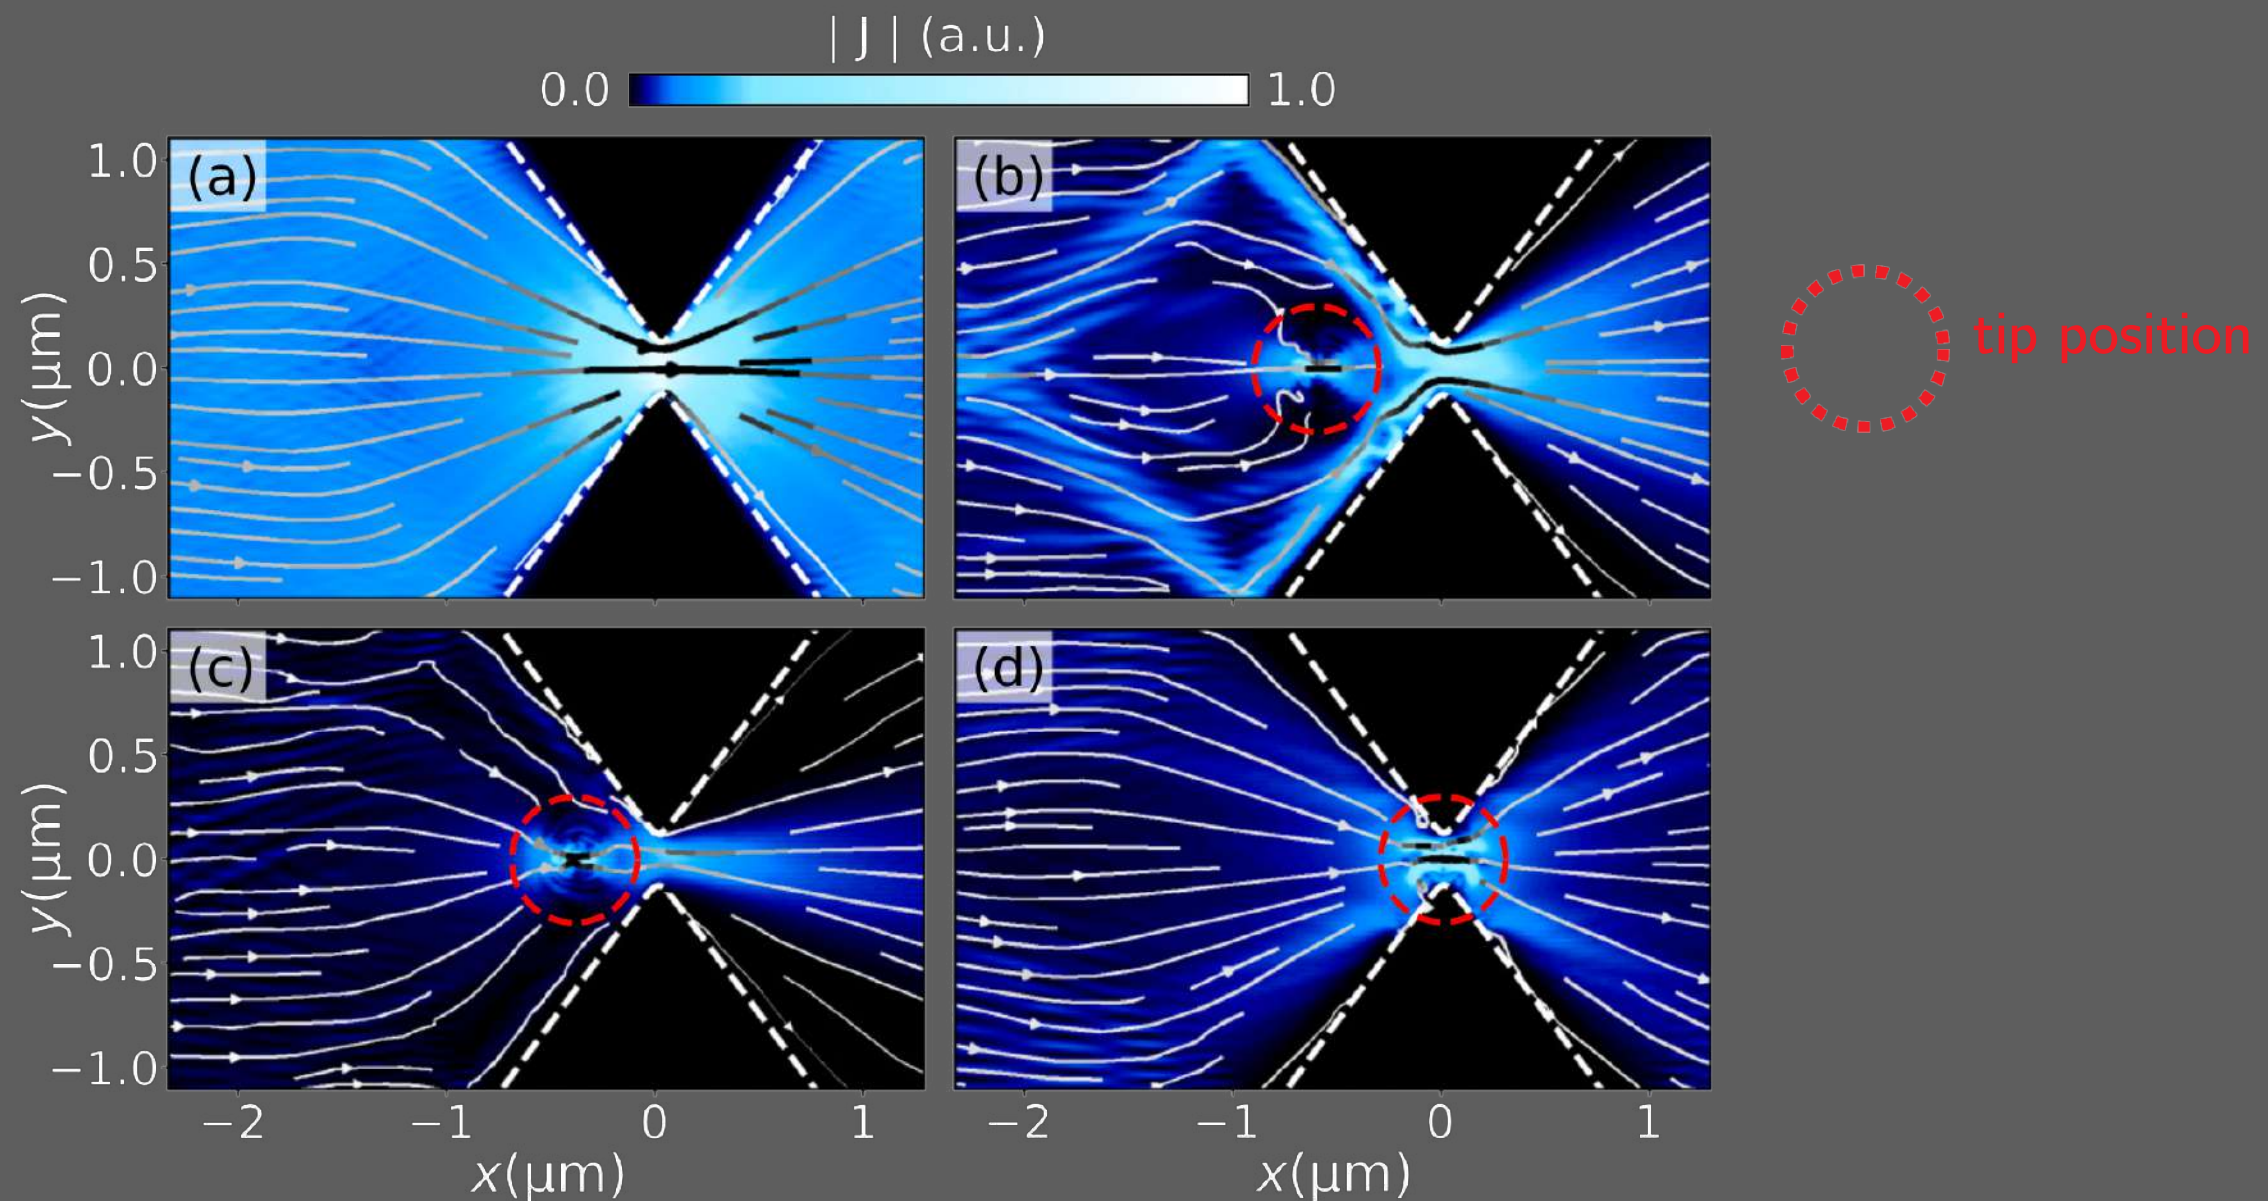 | J | (a.u.)
0.0 1.0
(a) (b)
1.0
0.5
0.0
−0.5
−1.0
y(μm)
tip position
(c) (d)
1.0
0.5
0.0
−0.5
−1.0
y(μm)
−2 −1 0 1 −2 −1 0 1
x(μm) x(μm)